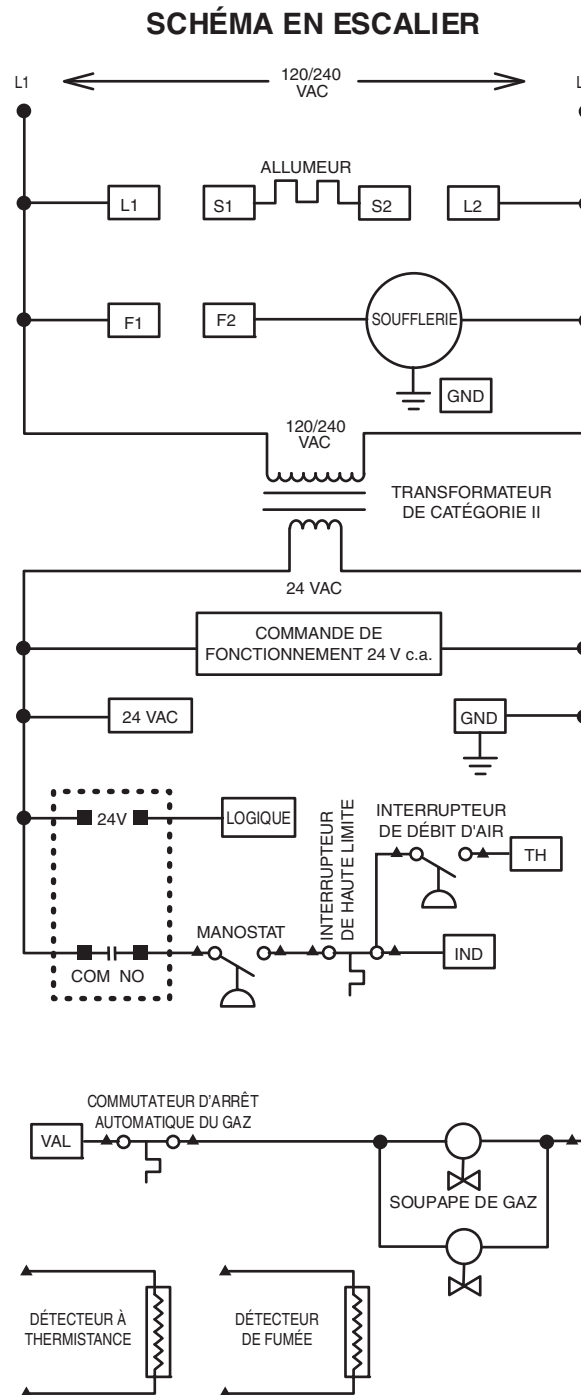 SCHÉMA EN ESCALIER
L1
120/240
VAC
L
ALLUMEUR
L1
S1
S2
L2
F1
F2
SOUFFLERIE
GND
120/240
VAC
TRANSFORMATEUR
DE CATÉGORIE II
24 VAC
COMMANDE DE
FONCTIONNEMENT 24 V c.a.
24 VAC
GND
24V
LOGIQUE
INTERRUPTEUR
DE HAUTE LIMITE
INTERRUPTEUR
DE DÉBIT D'AIR
TH
MANOSTAT
COM NO
IND
COMMUTATEUR D'ARRÊT
AUTOMATIQUE DU GAZ
VAL
SOUPAPE DE GAZ
DÉTECTEUR À
THERMISTANCE
DÉTECTEUR
DE FUMÉE